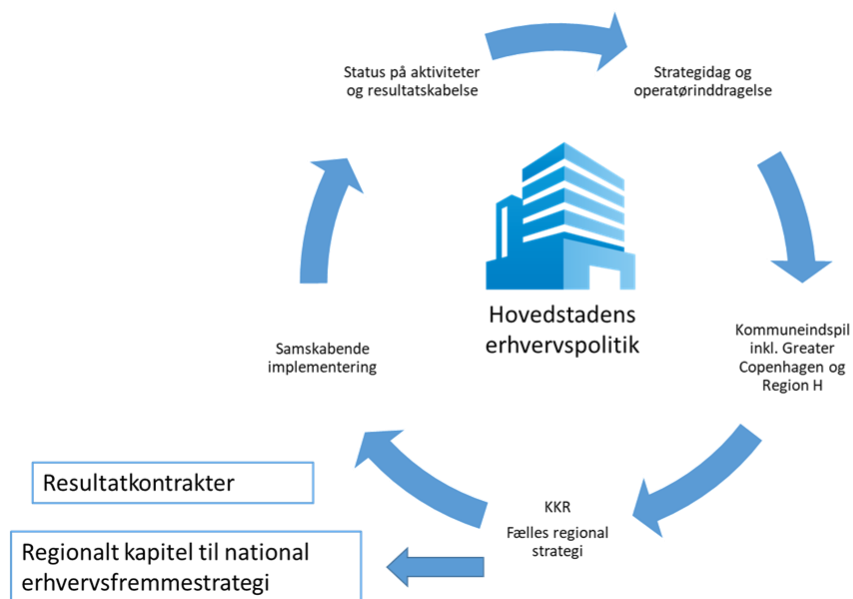 Status på aktiviteter
og resultatskabelse
Strategidag og
operatørinddragelse
Hovedstadens
erhvervspolitik
Kommuneindspil
inkl. Greater
Copenhagen og
Region H
Samskabende
implementering
Resultatkontrakter
KKR
Fælles regional
strategi
Regionalt kapitel til national
erhvervsfremmestrategi